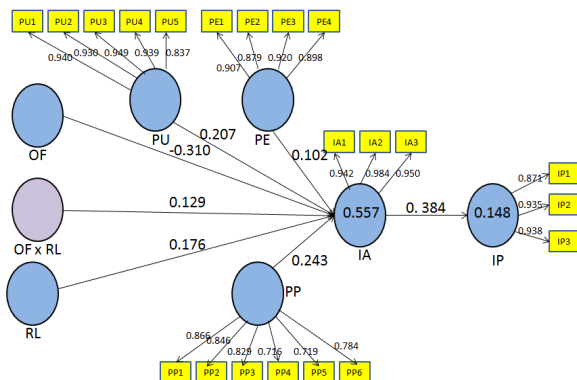 PU1 PU2 PU3 PU4 PU5 PE1 PE2 PE3 PE4
0.940 0.930 0.949 0.939 0.837 0.907 0.879 0.920 0.898
OF
PU
PE
0.207
-0.310
0.102
IA1 IA2 IA3
0.942 0.984 0.950
0.129
OF x RL
0.176
RL
0.557
IA
0. 384
0.148
IP
0.871 IP1
0.935 IP2
0.938 IP3
0.243
PP
0.866 0.846 0.829 0.716 0.719 0.784
PP1 PP2 PP3 PP4 PP5 PP6